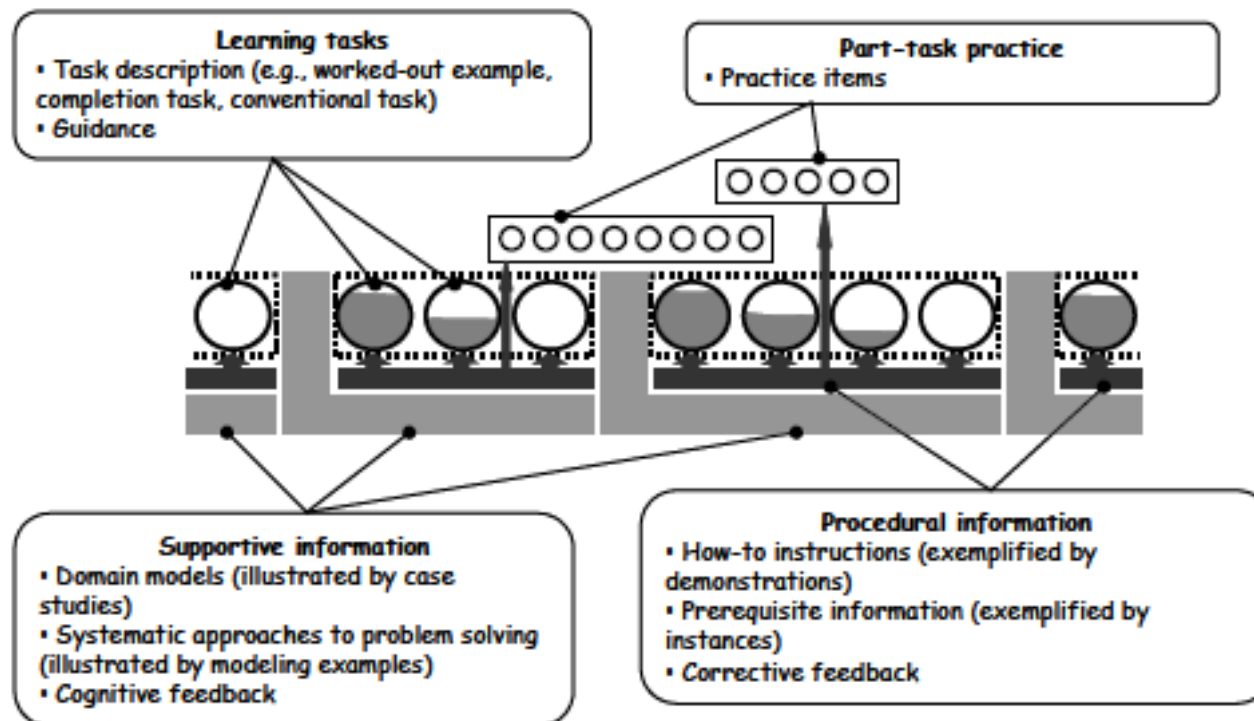 Learning tasks
▪ Task description (e.g., worked-out example,
completion task, conventional task)
▪ Guidance
Part-task practice
▪ Practice items
Supportive information
▪ Domain models (illustrated by case
studies)
▪ Systematic approaches to problem solving
(illustrated by modeling examples)
▪ Cognitive feedback
Procedural information
▪ How-to instructions (exemplified by
demonstrations)
▪ Prerequisite information (exemplified by
instances)
▪ Corrective feedback